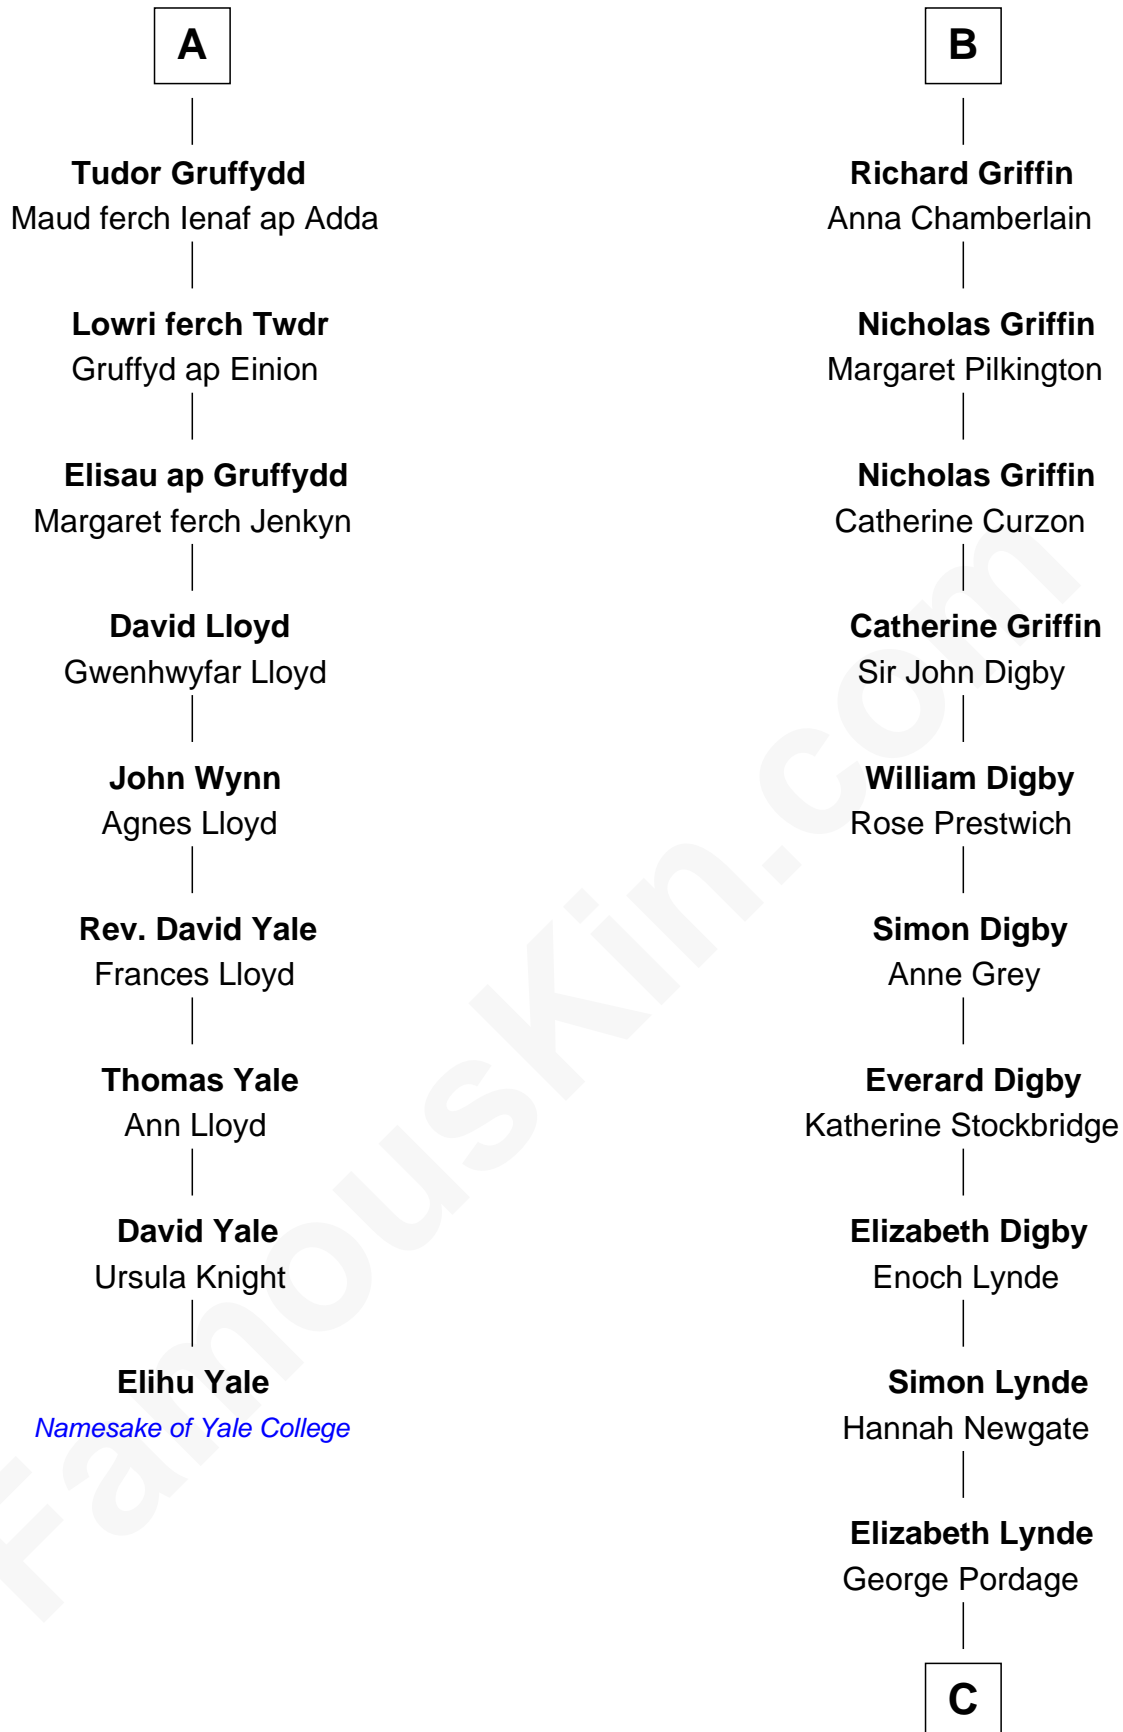 A
Tudor Gruffydd
Maud ferch Ienaf ap Adda
Lowri ferch Twdr
Gruffyd ap Einion
Elisau ap Gruffydd
Margaret ferch Jenkyn
David Lloyd
Gwenhwyfar Lloyd
John Wynn
Agnes Lloyd
Rev. David Yale
Frances Lloyd
Thomas Yale
Ann Lloyd
David Yale
Ursula Knight
Elihu Yale
Namesake of Yale College
B
Richard Griffin
Anna Chamberlain
Nicholas Griffin
Margaret Pilkington
Nicholas Griffin
Catherine Curzon
Catherine Griffin
Sir John Digby
William Digby
Rose Prestwich
Simon Digby
Anne Grey
Everard Digby
Katherine Stockbridge
Elizabeth Digby
Enoch Lynde
Simon Lynde
Hannah Newgate
Elizabeth Lynde
George Pordage
C
FamousKin.com